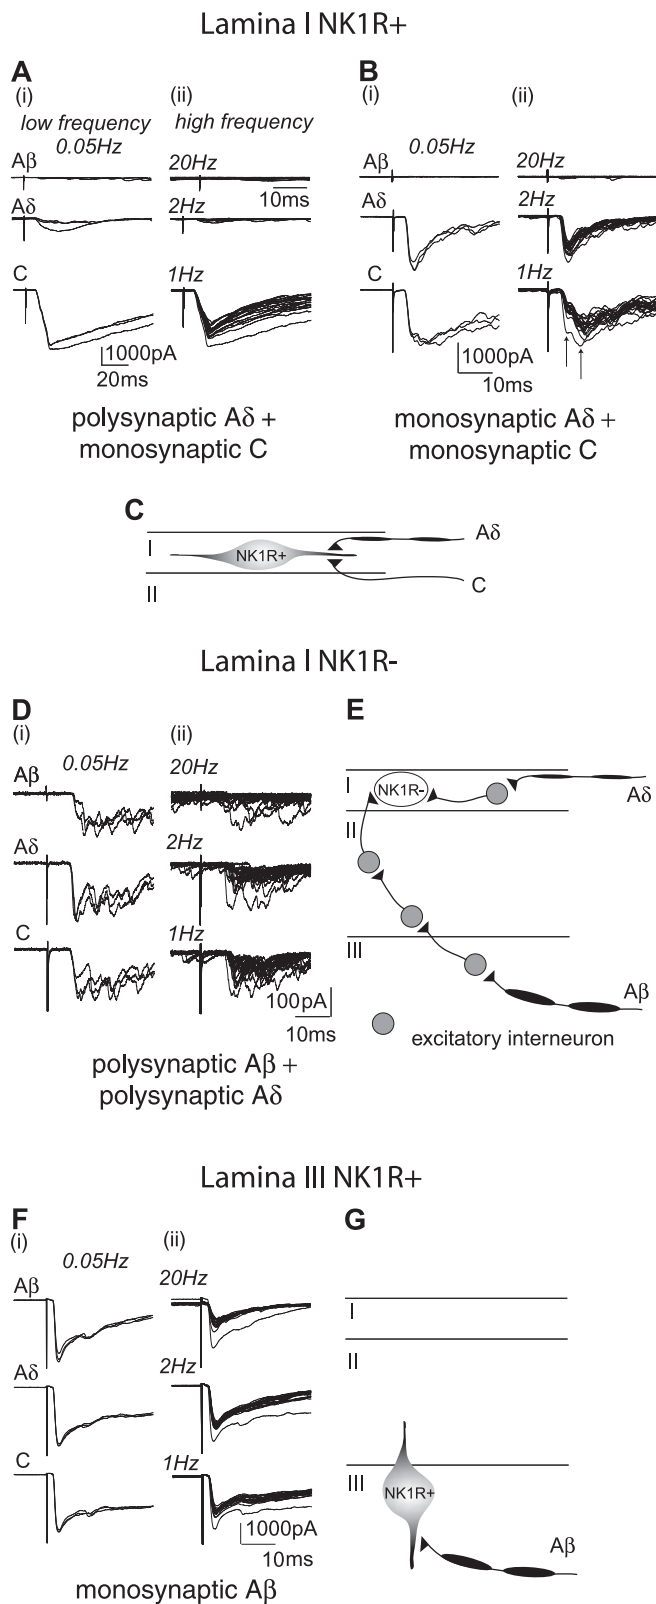 Lamina I NK1R+
A
B
(i)
(ii)
(i)
(ii)
low frequency
0.05Hz
high frequency
0.05Hz
Aβ
20Hz
10ms
Aβ
20Hz
Aδ
2Hz
Aδ
2Hz
C
1Hz
C
1Hz
1000pA
20ms
1000pA
10ms
polysynaptic Aδ +
monosynaptic C
monosynaptic Aδ +
monosynaptic C
C
I
NK1R+
Aδ
II
C
Lamina I NK1R-
D
(i)
0.05Hz
(ii)
Aβ
20Hz
Aδ
2Hz
C
1Hz
100pA
10ms
polysynaptic Aβ +
polysynaptic Aδ
E
I
NK1R-
Aδ
II
III
Aβ
excitatory interneuron
Lamina III NK1R+
F
(i)
0.05Hz
(ii)
Aβ
20Hz
Aδ
2Hz
C
1Hz
1000pA
10ms
monosynaptic Aβ
G
I
II
III
NK1R+
Aβ